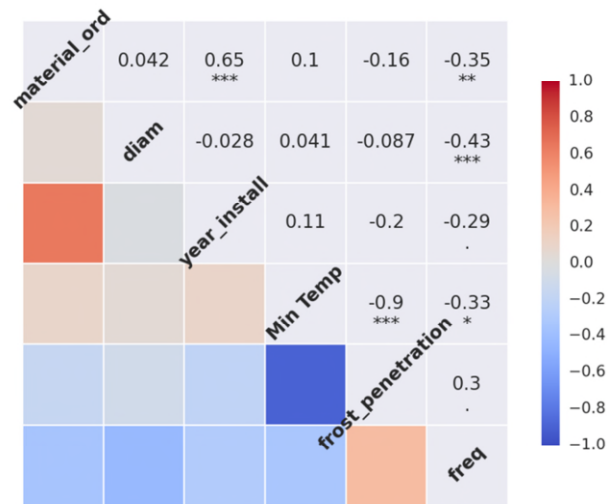 material_ord 0.042 0.65 0.1 -0.16 -0.35
*** **
diam -0.028 0.041 -0.087 -0.43
***
year_install 0.11 -0.2 -0.29
.
Min Temp -0.9 -0.33
*** *
frost_penetration 0.3
.
freq
1.0
0.8
0.6
0.4
0.2
0.0
−0.2
−0.4
−0.6
−0.8
−1.0